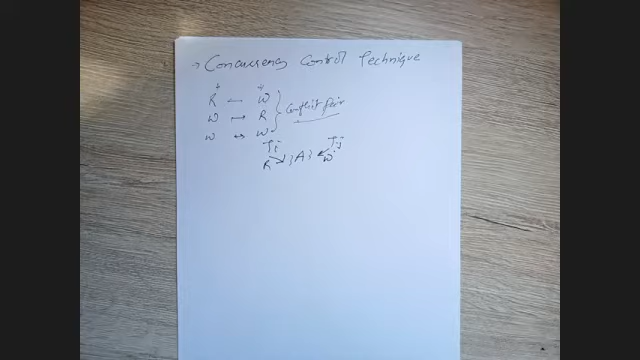 → Concurrency Control Technique
R — W
W → R } Conflict Pair
W ↔ W
Ti Tj
R → {A} ← W